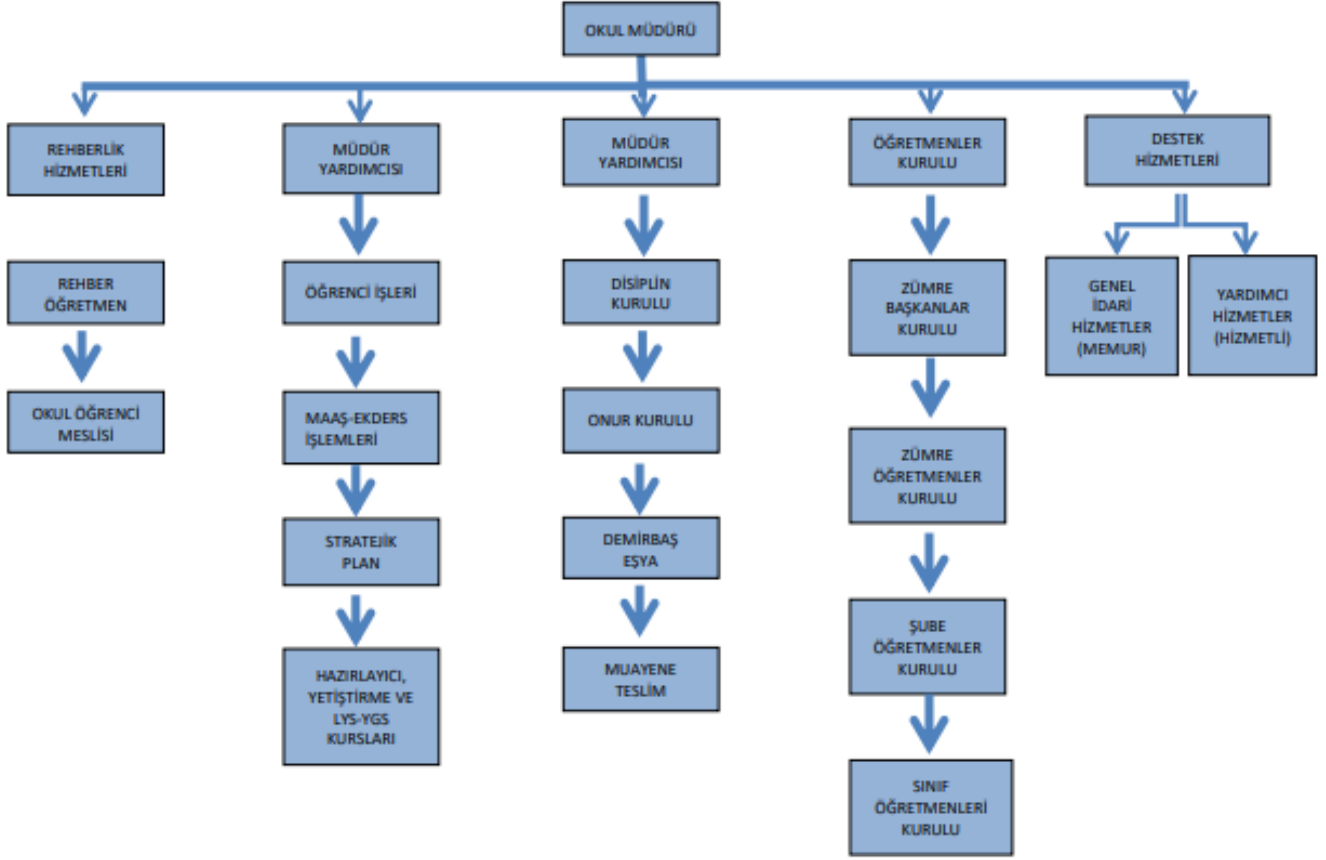 OKUL MÜDÜRÜ
REHBERLİK
HİZMETLERİ
MÜDÜR
YARDIMCISI
MÜDÜR
YARDIMCISI
ÖĞRETMENLER
KURULU
DESTEK
HİZMETLERİ
REHBER
ÖĞRETMEN
ÖĞRENCİ İŞLERİ
DİSİPLİN
KURULU
ZÜMRE
BAŞKANLAR
KURULU
GENEL
İDARİ
HİZMETLER
(MEMUR)
YARDIMCI
HİZMETLER
(HİZMETLİ)
OKUL ÖĞRENCİ
MESLİSİ
MAAŞ-EKDERS
İŞLEMLERİ
ONUR KURULU
ZÜMRE
ÖĞRETMENLER
KURULU
STRATEJİK
PLAN
DEMİRBAŞ
EŞYA
ŞUBE
ÖĞRETMENLER
KURULU
HAZIRLAYICI,
YETİŞTİRME VE
LYS-YGS
KURSLARI
MUAYENE
TESLİM
SINIF
ÖĞRETMENLERİ
KURULU